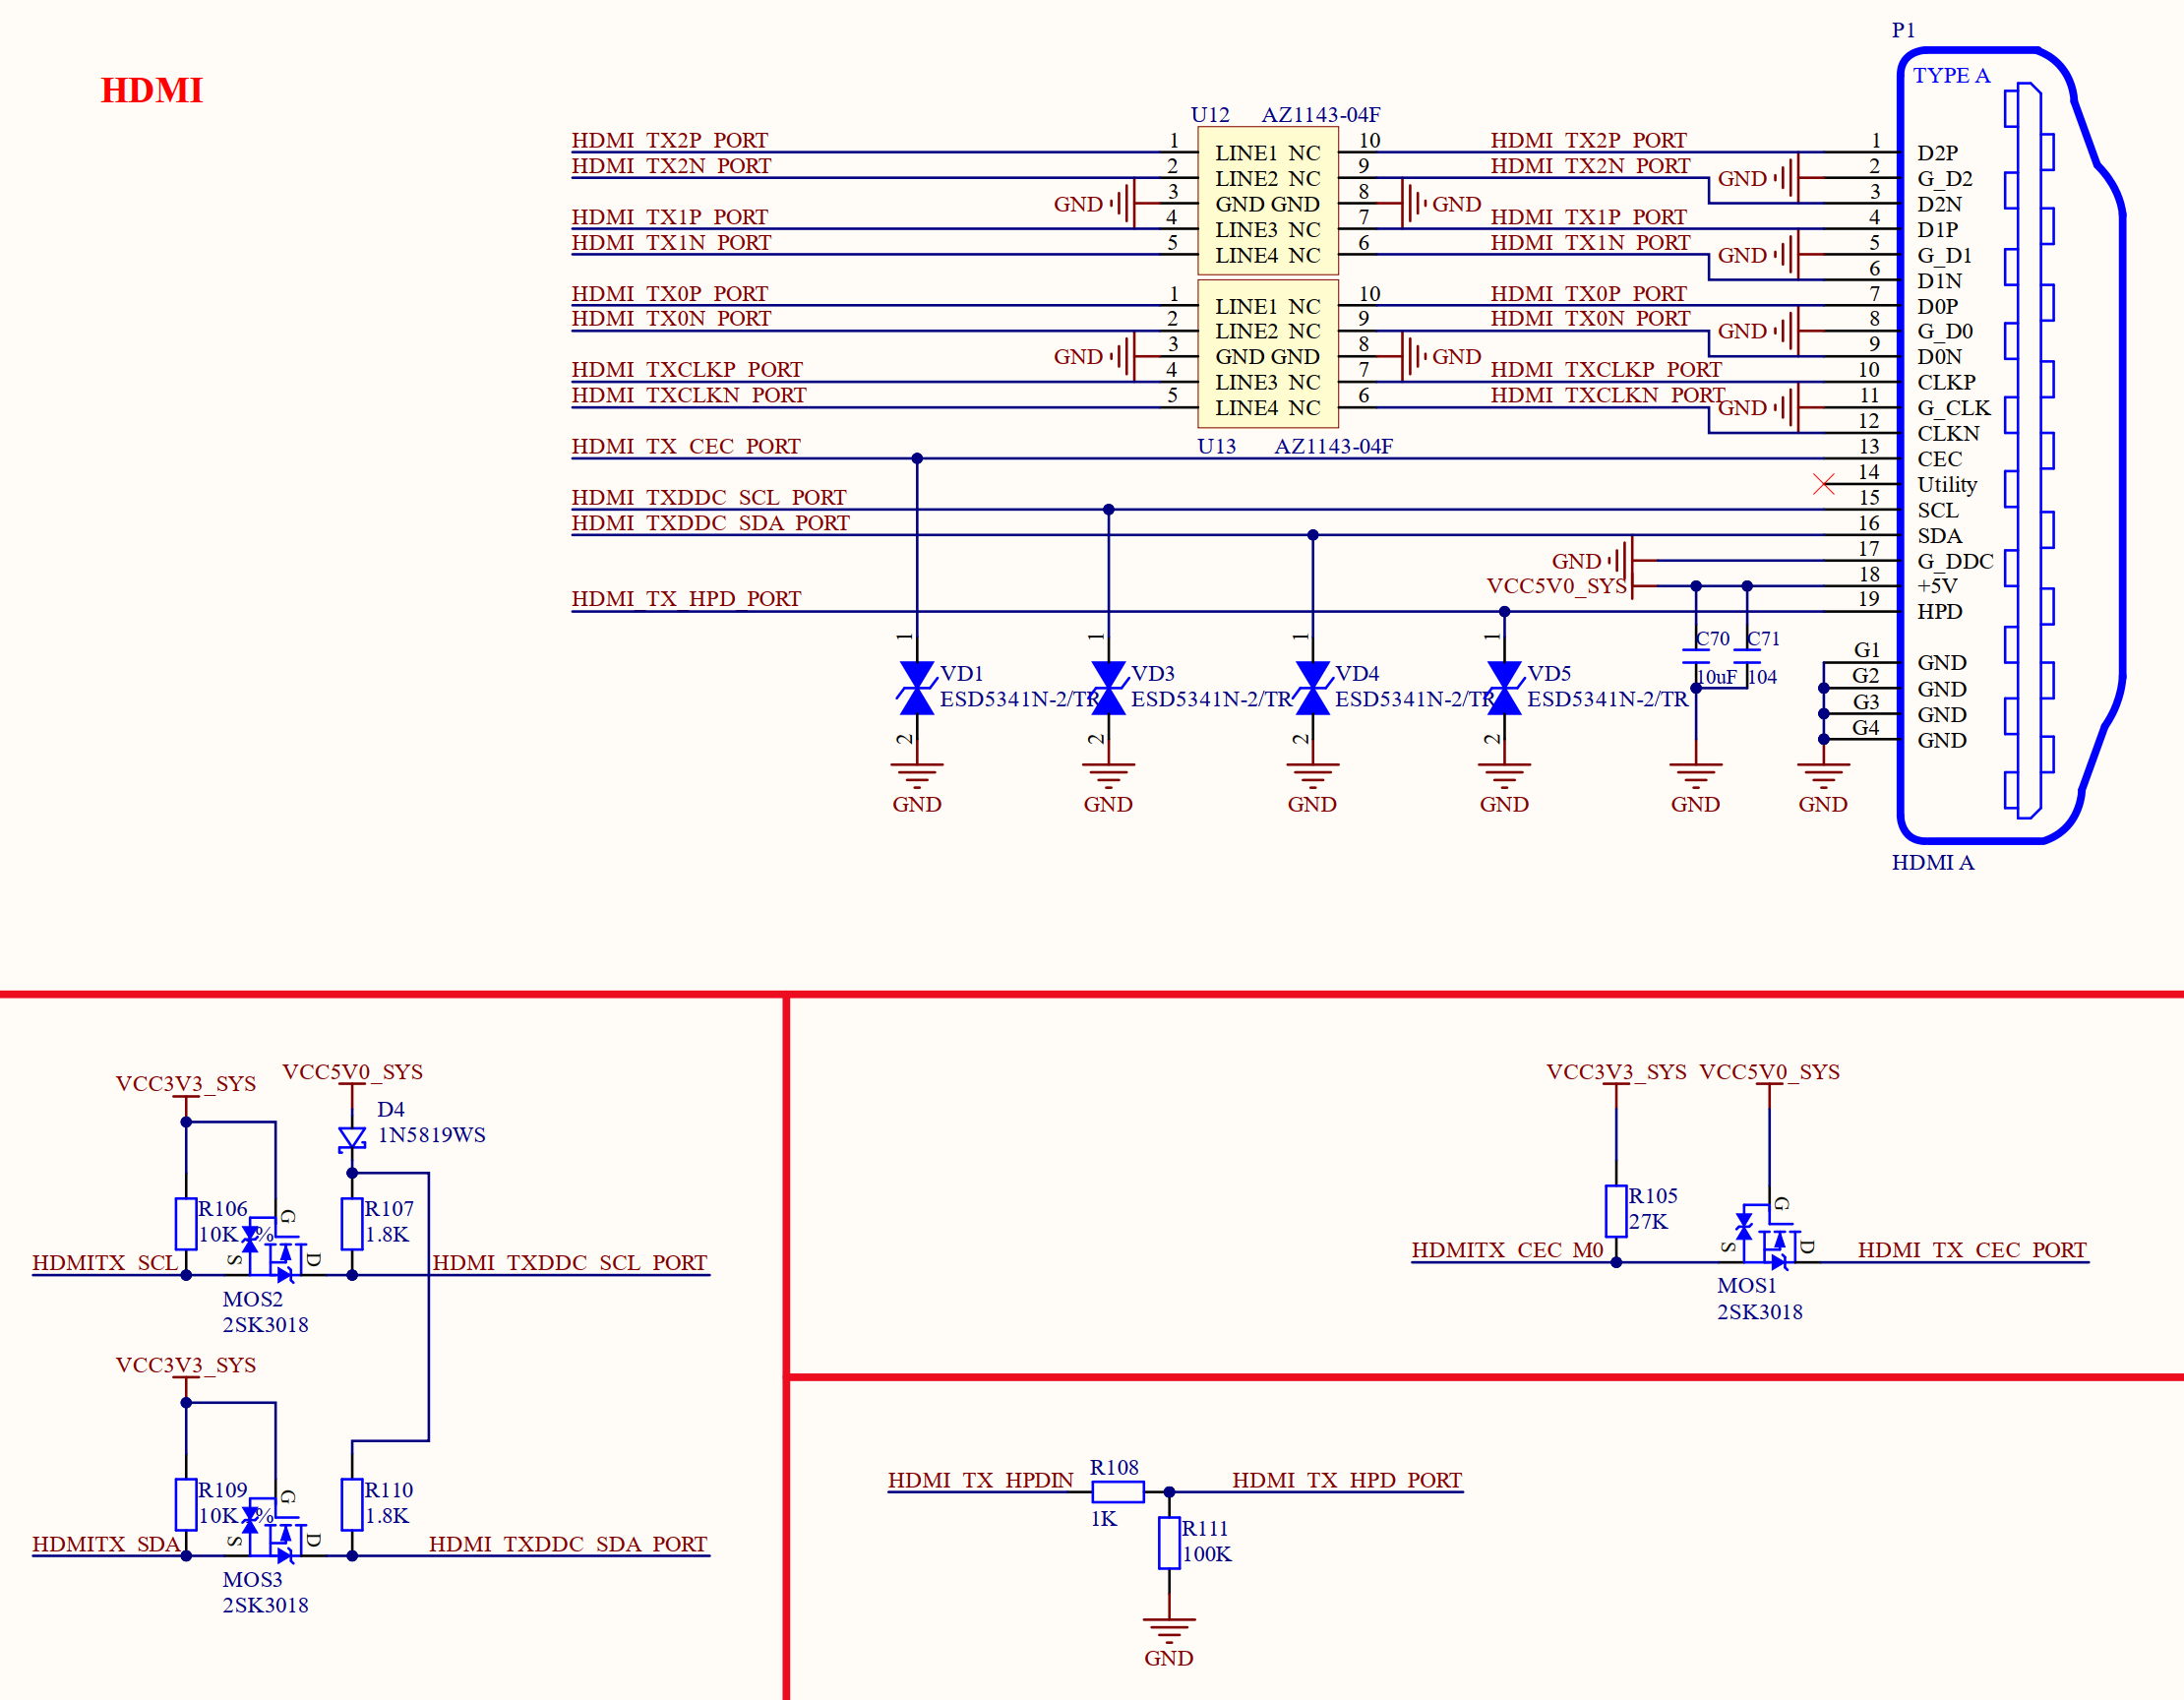 P1
HDMI
TYPE A
U12 AZ1143-04F
HDMI_TX2P_PORT 1 LINE1 NC 10 HDMI_TX2P_PORT 1 D2P
HDMI_TX2N_PORT 2 LINE2 NC 9 HDMI_TX2N_PORT GND 2 G_D2
GND 3 GND GND 8 GND 3 D2N
HDMI_TX1P_PORT 4 LINE3 NC 7 HDMI_TX1P_PORT 4 D1P
HDMI_TX1N_PORT 5 LINE4 NC 6 HDMI_TX1N_PORT GND 5 G_D1
6 D1N
HDMI_TX0P_PORT 1 LINE1 NC 10 HDMI_TX0P_PORT 7 D0P
HDMI_TX0N_PORT 2 LINE2 NC 9 HDMI_TX0N_PORT GND 8 G_D0
GND 3 GND GND 8 GND 9 D0N
HDMI_TXCLKP_PORT 4 LINE3 NC 7 HDMI_TXCLKP_PORT 10 CLKP
HDMI_TXCLKN_PORT 5 LINE4 NC 6 HDMI_TXCLKN_PORT GND 11 G_CLK
12 CLKN
HDMI_TX_CEC_PORT U13 AZ1143-04F 13 CEC
14 Utility
HDMI_TXDDC_SCL_PORT 15 SCL
HDMI_TXDDC_SDA_PORT 16 SDA
GND 17 G_DDC
VCC5V0_SYS 18 +5V
HDMI_TX_HPD_PORT 19 HPD
1 1 1 1 C70 C71
G1 GND
VD1 VD3 VD4 VD5 10uF 104 G2 GND
ESD5341N-2/TR ESD5341N-2/TR ESD5341N-2/TR ESD5341N-2/TR G3 GND
2 2 2 2 G4 GND
GND GND GND GND GND GND
HDMI A
VCC3V3_SYS VCC5V0_SYS
D4
1N5819WS
R106 G R107
10K % 1.8K
HDMITX_SCL S D HDMI_TXDDC_SCL_PORT
MOS2
2SK3018
VCC3V3_SYS
R109 G R110
10K % 1.8K
HDMITX_SDA S D HDMI_TXDDC_SDA_PORT
MOS3
2SK3018
VCC3V3_SYS VCC5V0_SYS
R105 G
27K
HDMITX_CEC_M0 S D HDMI_TX_CEC_PORT
MOS1
2SK3018
HDMI_TX_HPDIN R108 HDMI_TX_HPD_PORT
1K R111
100K
GND